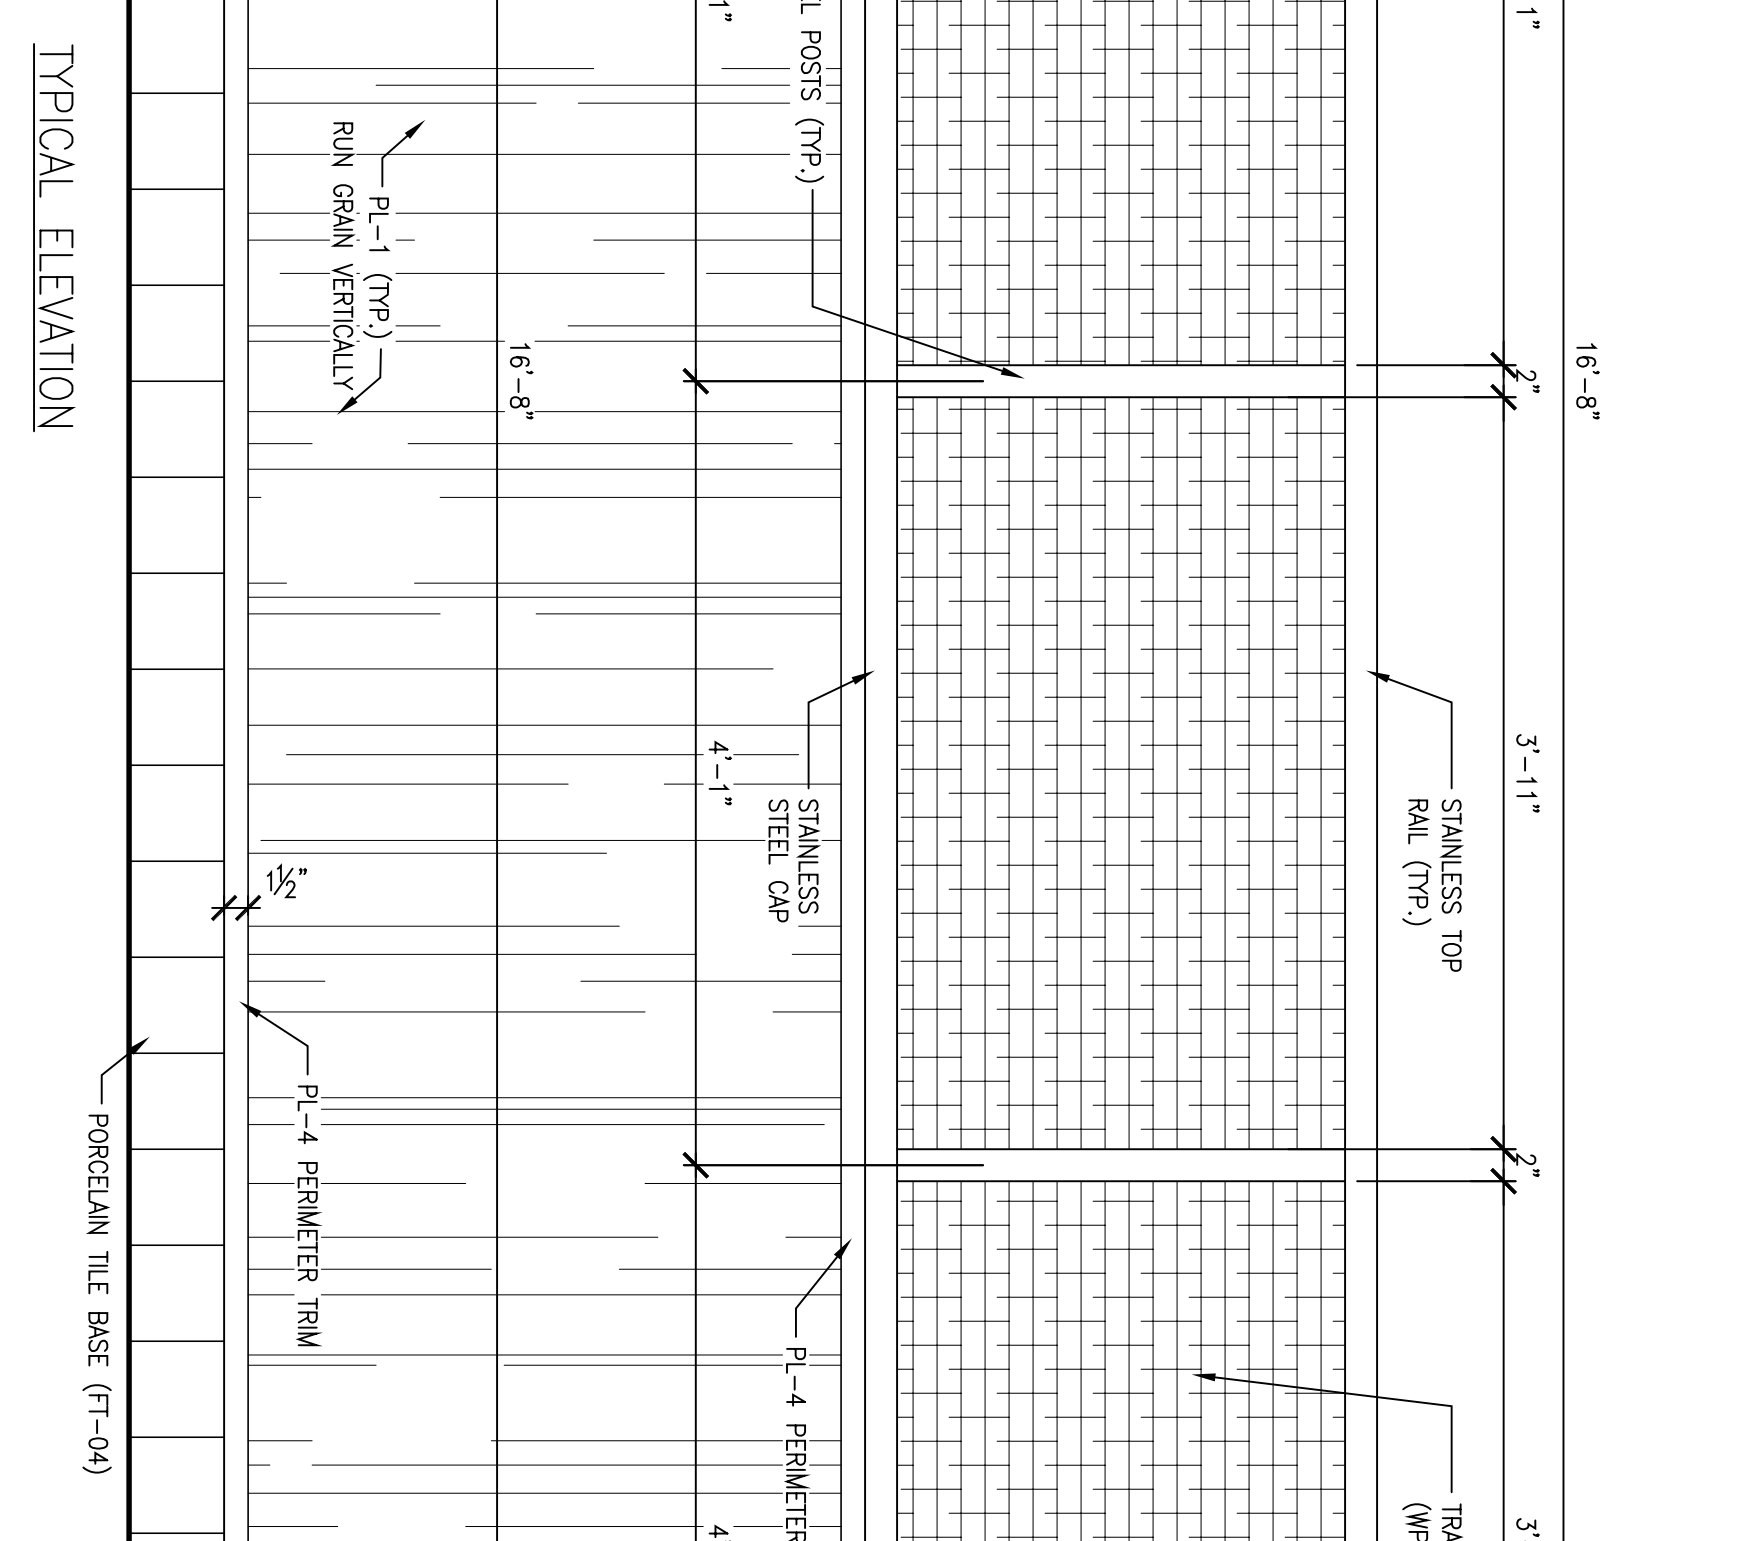 16'-8"
1"
2"
3'-11"
2"
STAINLESS TOP
RAIL (TYP.)
POSTS (TYP.)
STAINLESS
STEEL CAP
PL-4 PERIMETER
1"
4'-1"
16'-8"
PL-1 (TYP.)
RUN GRAIN VERTICALLY
1½"
PL-4 PERIMETER TRIM
PORCELAIN TILE BASE (FT-04)
TYPICAL ELEVATION